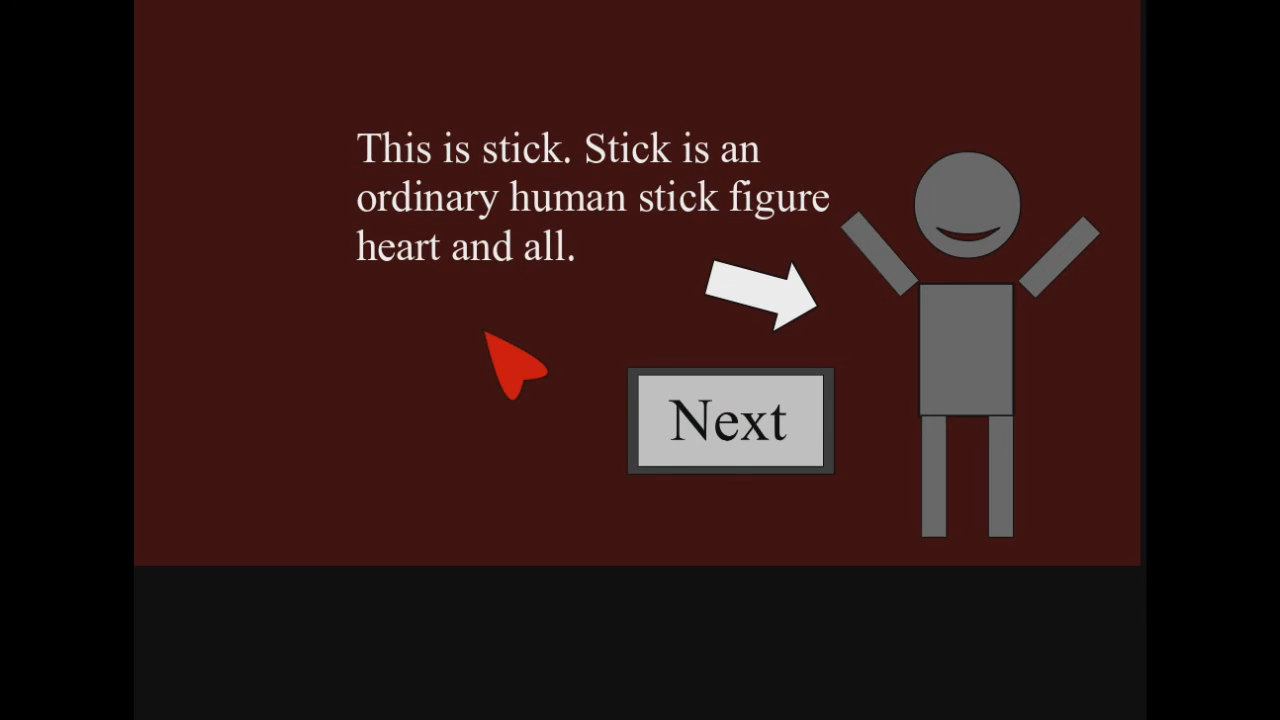 This is stick. Stick is an
ordinary human stick figure
heart and all.
Next